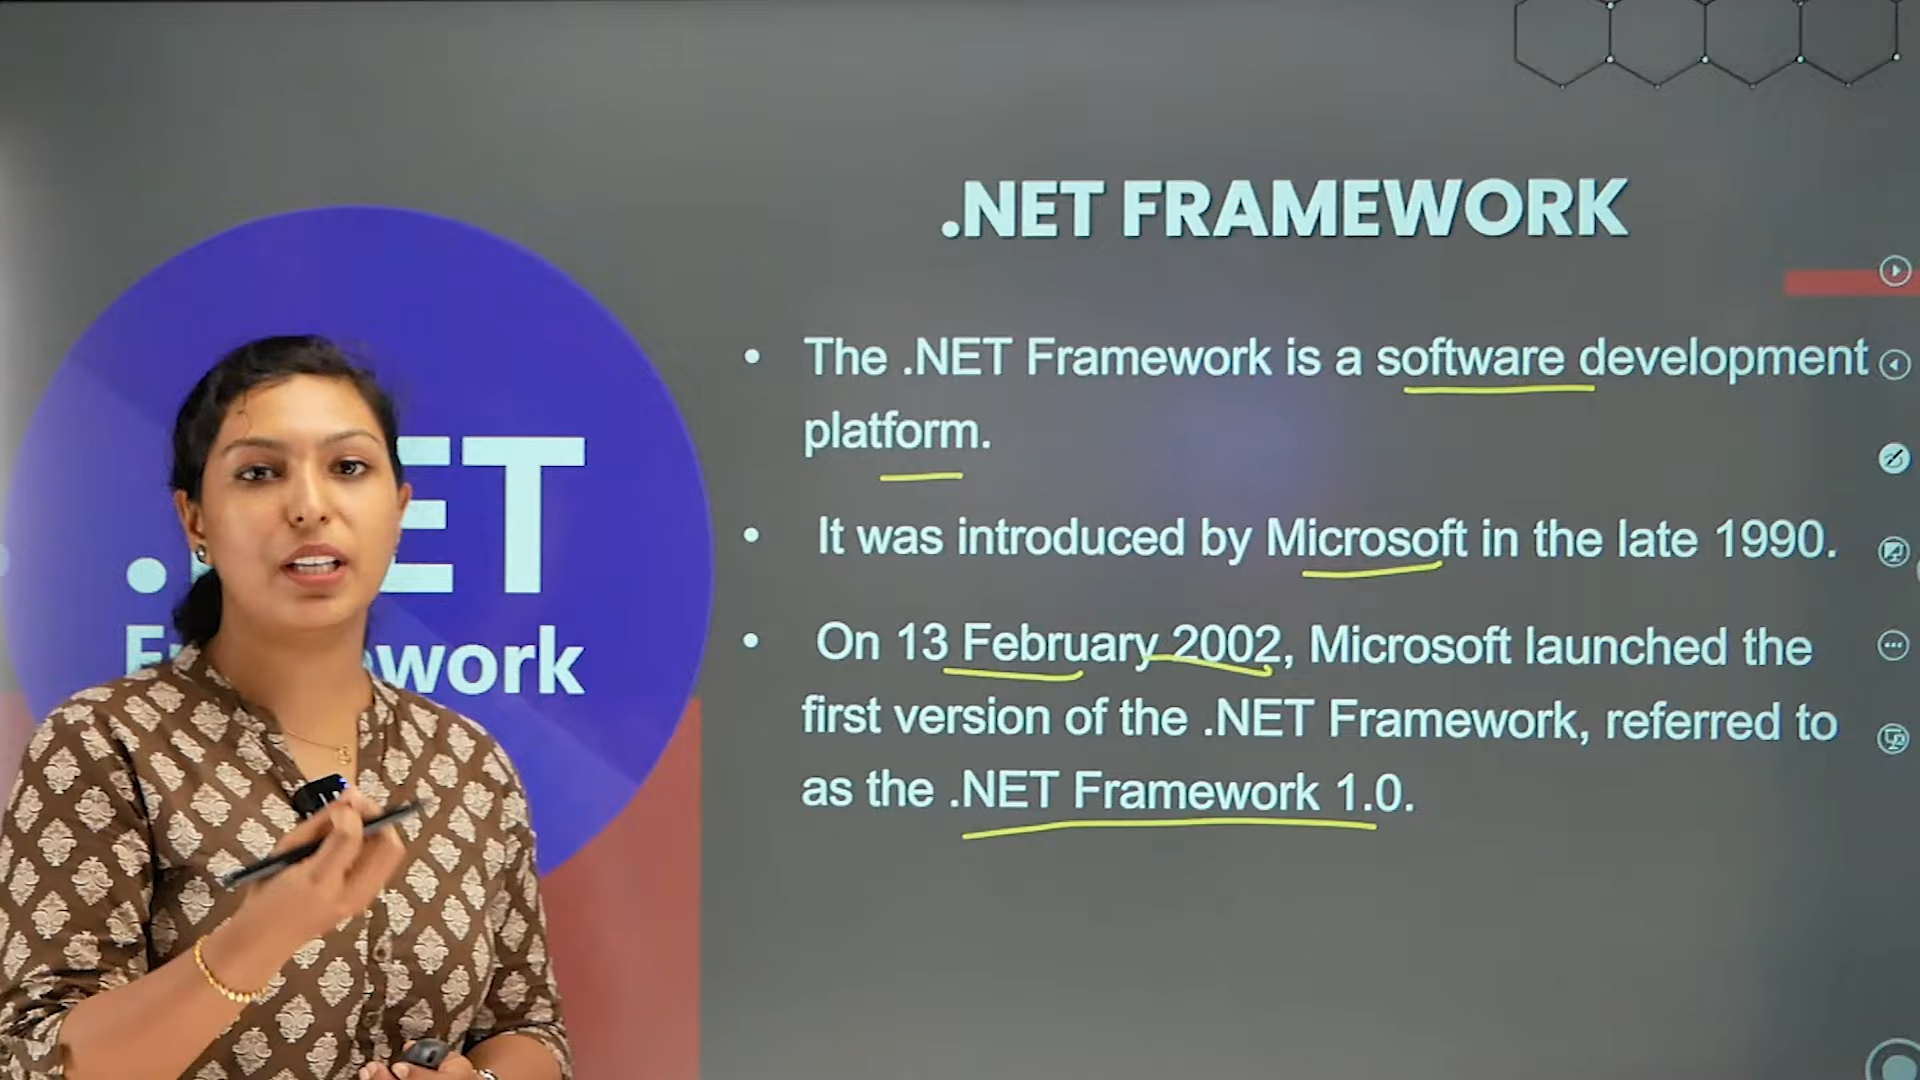 .NET FRAMEWORK
• The .NET Framework is a software development
platform.
• It was introduced by Microsoft in the late 1990.
• On 13 February 2002, Microsoft launched the
first version of the .NET Framework, referred to
as the .NET Framework 1.0.